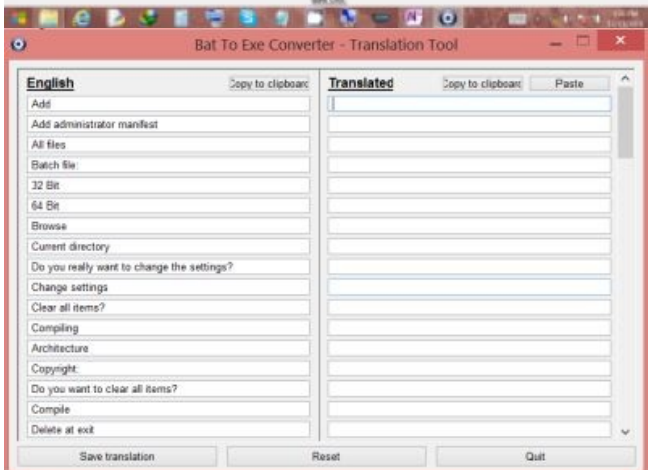 Bat To Exe Converter - Translation Tool
English Copy to clipboard Translated Copy to clipboard Paste
Add
Add administrator manifest
All files
Batch file:
32 Bit
64 Bit
Browse
Current directory
Do you really want to change the settings?
Change settings
Clear all items?
Compiling
Architecture
Copyright:
Do you want to clear all items?
Compile
Delete at exit
Save translation Reset Quit